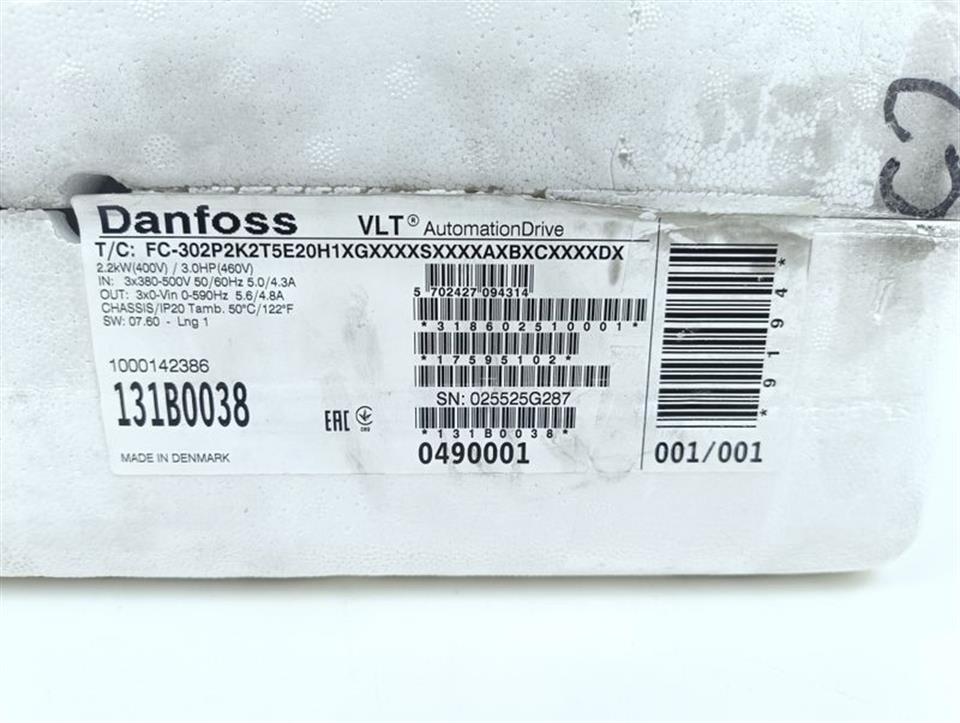 Danfoss VLT® AutomationDrive
T/C: FC-302P2K2T5E20H1XGXXXXSXXXXAXBXCXXXXDX
2.2kW(400V) / 3.0HP(460V)
IN: 3x380-500V 50/60Hz 5.0/4.3A
OUT: 3x0-Vin 0-590Hz 5.6/4.8A
CHASSIS/IP20 Tamb. 50°C/122°F
SW: 07.60 - Lng 1
5 702427 094314
*318602510001*
*17595102*
1000142386
SN: 025525G287
131B0038
EAC
*131B0038*
0490001
MADE IN DENMARK
*9194*
001/001